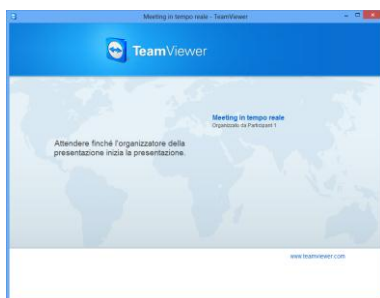 Meeting in tempo reale - TeamViewer
TeamViewer
Meeting in tempo reale
Organizzato da Participant 1
Attendere finché l'organizzatore della
presentazione inizia la presentazione.
www.teamviewer.com